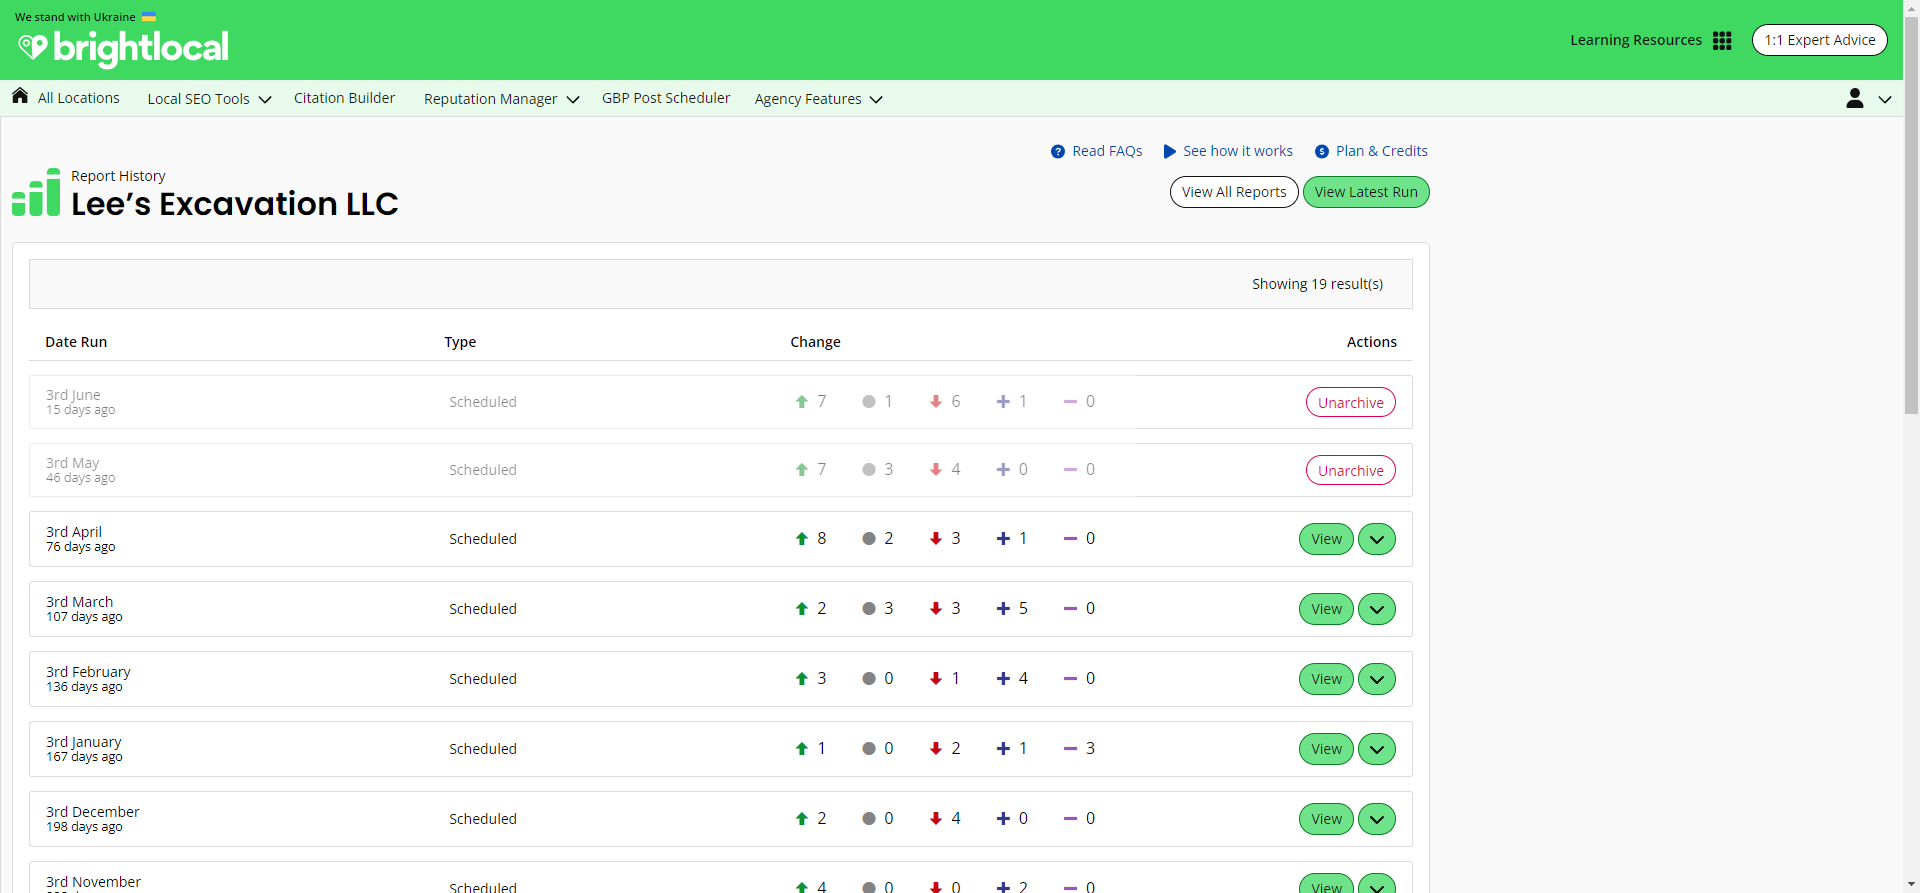 We stand with Ukraine
brightlocal
Learning Resources
1:1 Expert Advice
All Locations
Local SEO Tools
Citation Builder
Reputation Manager
GBP Post Scheduler
Agency Features
Read FAQs
See how it works
Plan & Credits
Report History
Lee’s Excavation LLC
View All Reports
View Latest Run
Showing 19 result(s)
Date Run Type Change Actions
3rd June
15 days ago
Scheduled 7 1 6 1 0 Unarchive
3rd May
46 days ago
Scheduled 7 3 4 0 0 Unarchive
3rd April
76 days ago
Scheduled 8 2 3 1 0 View
3rd March
107 days ago
Scheduled 2 3 3 5 0 View
3rd February
136 days ago
Scheduled 3 0 1 4 0 View
3rd January
167 days ago
Scheduled 1 0 2 1 3 View
3rd December
198 days ago
Scheduled 2 0 4 0 0 View
3rd November
Scheduled 4 0 0 2 0 View